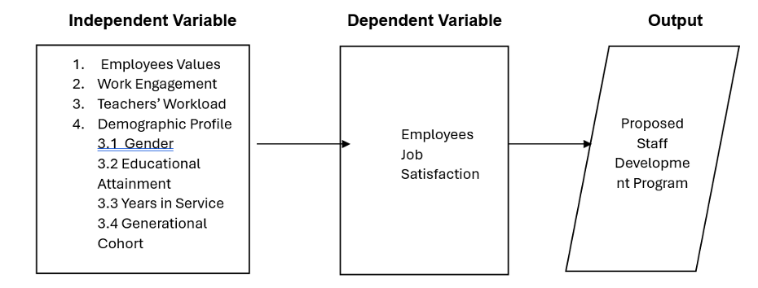 Independent Variable
Dependent Variable
Output
1. Employees Values
2. Work Engagement
3. Teachers' Workload
4. Demographic Profile
3.1 Gender
3.2 Educational
Attainment
3.3 Years in Service
3.4 Generational
Cohort
Employees
Job
Satisfaction
Proposed
Staff
Developme
nt Program